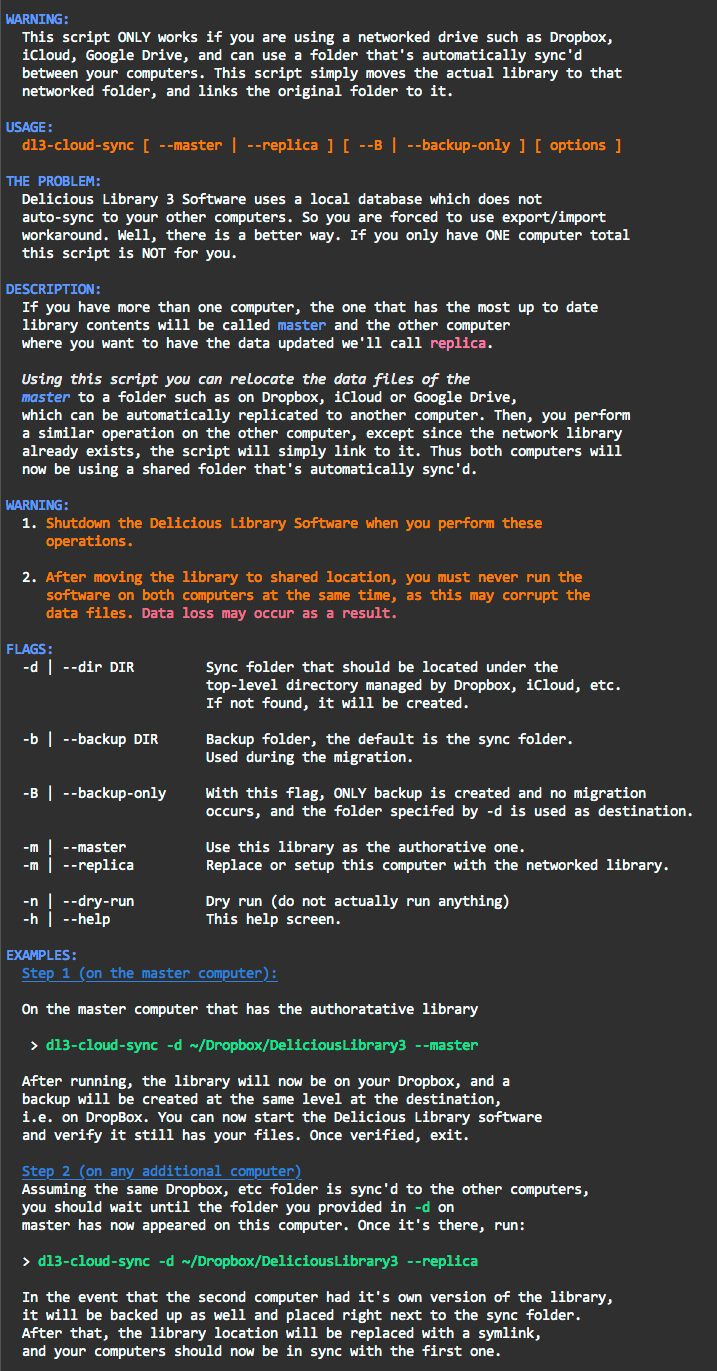 WARNING:
This script ONLY works if you are using a networked drive such as Dropbox,
iCloud, Google Drive, and can use a folder that's automatically sync'd
between your computers. This script simply moves the actual library to that
networked folder, and links the original folder to it.
USAGE:
dl3-cloud-sync [ --master | --replica ] [ --B | --backup-only ] [ options ]
THE PROBLEM:
Delicious Library 3 Software uses a local database which does not
auto-sync to your other computers. So you are forced to use export/import
workaround. Well, there is a better way. If you only have ONE computer total
this script is NOT for you.
DESCRIPTION:
If you have more than one computer, the one that has the most up to date
library contents will be called master and the other computer
where you want to have the data updated we'll call replica.
Using this script you can relocate the data files of the
master to a folder such as on Dropbox, iCloud or Google Drive,
which can be automatically replicated to another computer. Then, you perform
a similar operation on the other computer, except since the network library
already exists, the script will simply link to it. Thus both computers will
now be using a shared folder that's automatically sync'd.
WARNING:
1. Shutdown the Delicious Library Software when you perform these
operations.
2. After moving the library to shared location, you must never run the
software on both computers at the same time, as this may corrupt the
data files. Data loss may occur as a result.
FLAGS:
-d | --dir DIR Sync folder that should be located under the
top-level directory managed by Dropbox, iCloud, etc.
If not found, it will be created.
-b | --backup DIR Backup folder, the default is the sync folder.
Used during the migration.
-B | --backup-only With this flag, ONLY backup is created and no migration
occurs, and the folder specifed by -d is used as destination.
-m | --master Use this library as the authorative one.
-m | --replica Replace or setup this computer with the networked library.
-n | --dry-run Dry run (do not actually run anything)
-h | --help This help screen.
EXAMPLES:
Step 1 (on the master computer):
On the master computer that has the authoratative library
> dl3-cloud-sync -d ~/Dropbox/DeliciousLibrary3 --master
After running, the library will now be on your Dropbox, and a
backup will be created at the same level at the destination,
i.e. on DropBox. You can now start the Delicious Library software
and verify it still has your files. Once verified, exit.
Step 2 (on any additional computer)
Assuming the same Dropbox, etc folder is sync'd to the other computers,
you should wait until the folder you provided in -d on
master has now appeared on this computer. Once it's there, run:
> dl3-cloud-sync -d ~/Dropbox/DeliciousLibrary3 --replica
In the event that the second computer had it's own version of the library,
it will be backed up as well and placed right next to the sync folder.
After that, the library location will be replaced with a symlink,
and your computers should now be in sync with the first one.